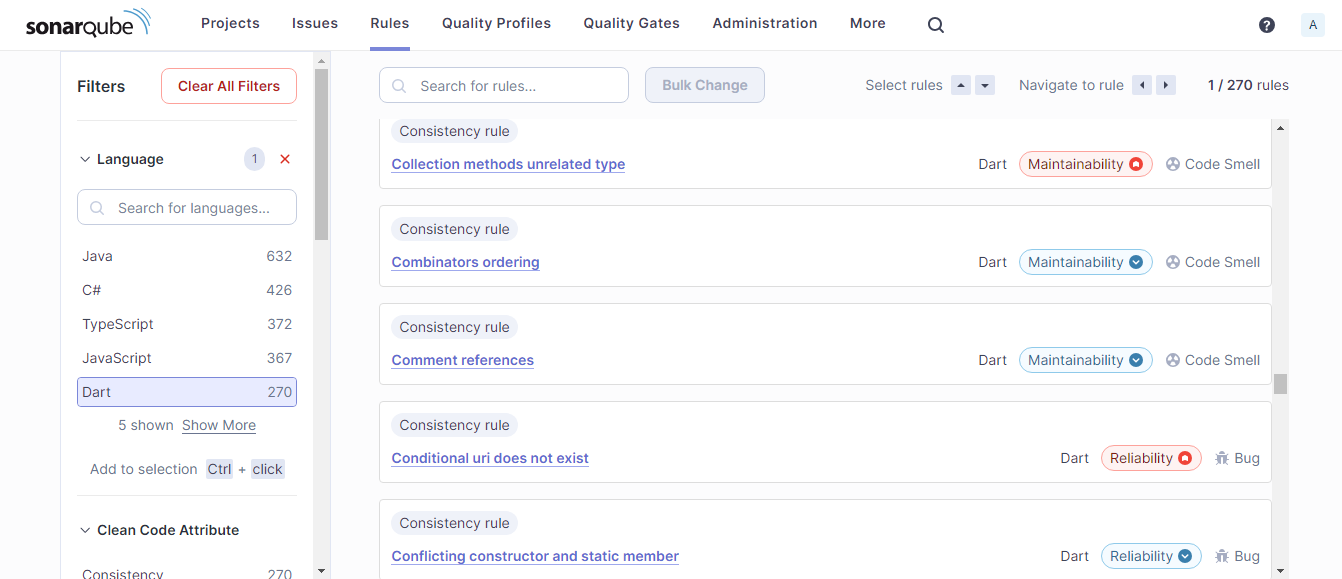 sonarqube Projects Issues Rules Quality Profiles Quality Gates Administration More ? A
Filters Clear All Filters
Language 1
Search for languages...
Java 632
C# 426
TypeScript 372
JavaScript 367
Dart 270
5 shown Show More
Add to selection Ctrl + click
Clean Code Attribute
Consistency 270
Search for rules... Bulk Change Select rules Navigate to rule 1 / 270 rules
Consistency rule
Collection methods unrelated type Dart Maintainability Code Smell
Consistency rule
Combinators ordering Dart Maintainability Code Smell
Consistency rule
Comment references Dart Maintainability Code Smell
Consistency rule
Conditional uri does not exist Dart Reliability Bug
Consistency rule
Conflicting constructor and static member Dart Reliability Bug